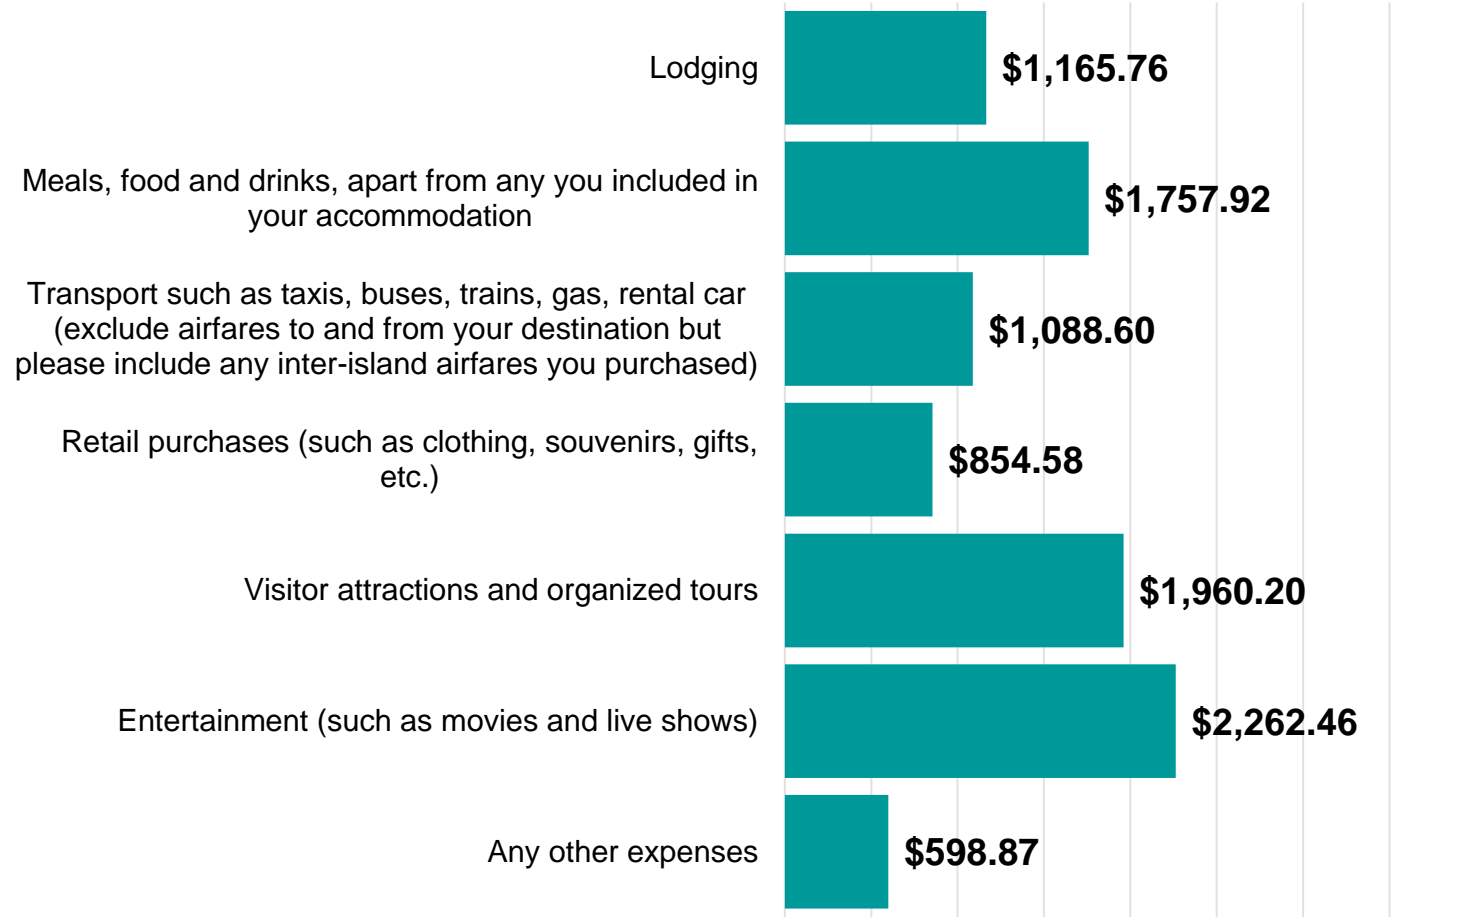 Lodging
$1,165.76
Meals, food and drinks, apart from any you included in
your accommodation
$1,757.92
Transport such as taxis, buses, trains, gas, rental car
(exclude airfares to and from your destination but
please include any inter-island airfares you purchased)
$1,088.60
Retail purchases (such as clothing, souvenirs, gifts,
etc.)
$854.58
Visitor attractions and organized tours
$1,960.20
Entertainment (such as movies and live shows)
$2,262.46
Any other expenses
$598.87